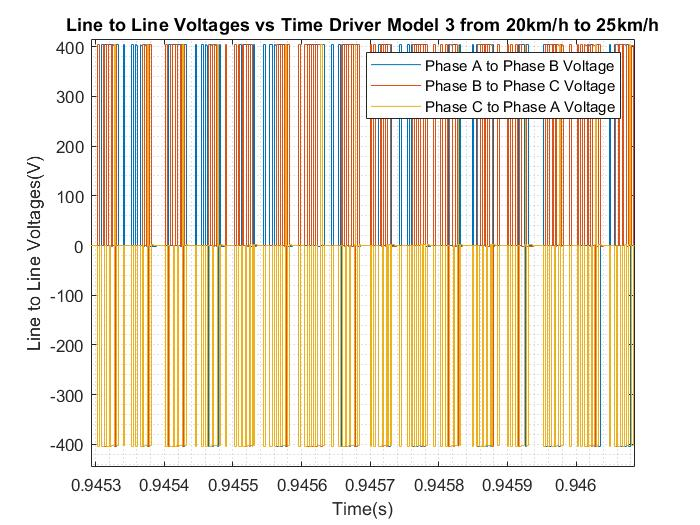 Line to Line Voltages vs Time Driver Model 3 from 20km/h to 25km/h
Phase A to Phase B Voltage
Phase B to Phase C Voltage
Phase C to Phase A Voltage
Line to Line Voltages(V)
400
300
200
100
0
-100
-200
-300
-400
0.9453 0.9454 0.9455 0.9456 0.9457 0.9458 0.9459 0.946
Time(s)